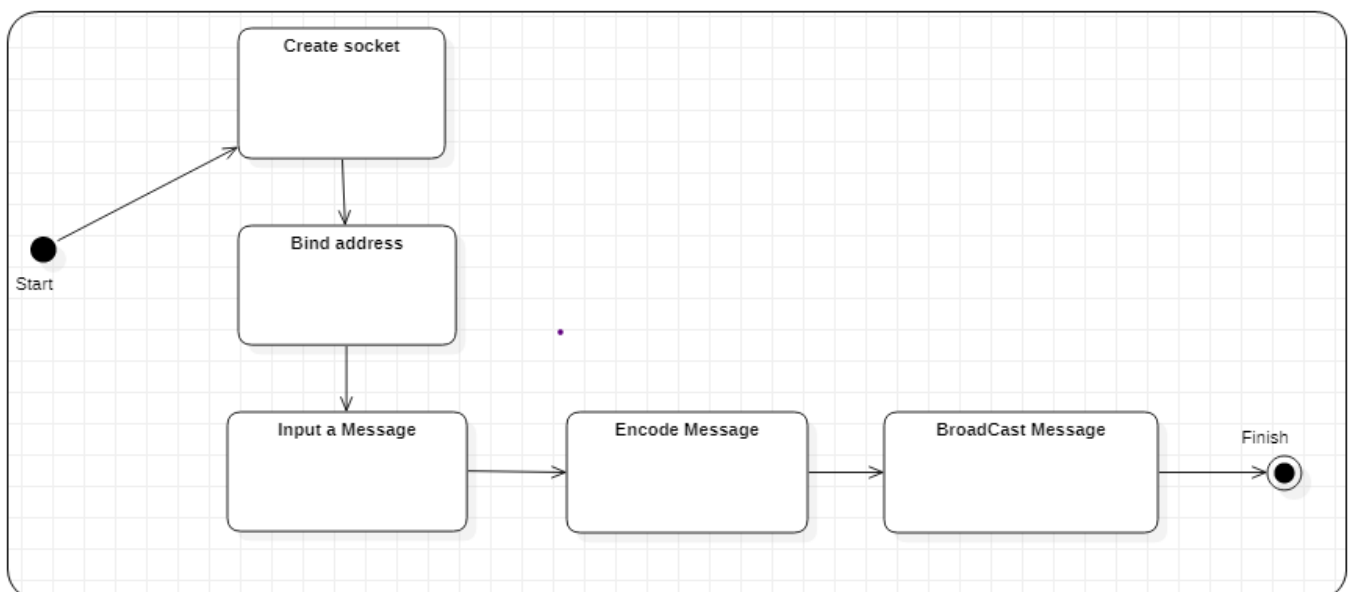 Create socket
Start
Bind address
Input a Message
Encode Message
BroadCast Message
Finish